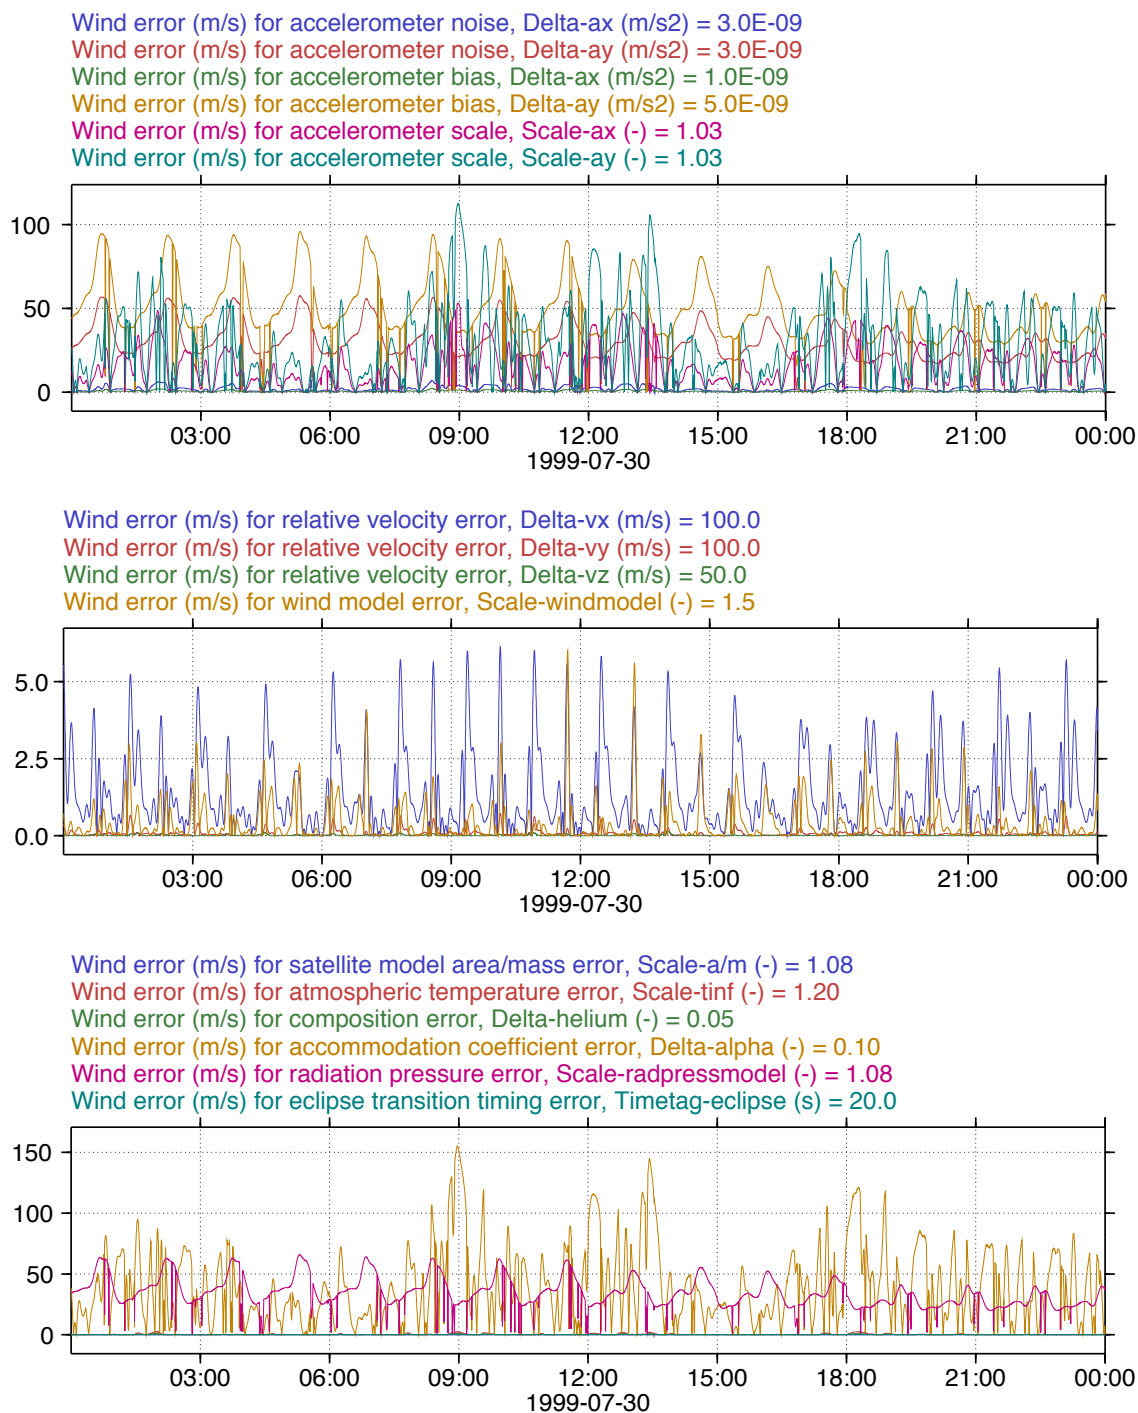 Wind error (m/s) for accelerometer noise, Delta-ax (m/s2) = 3.0E-09
Wind error (m/s) for accelerometer noise, Delta-ay (m/s2) = 3.0E-09
Wind error (m/s) for accelerometer bias, Delta-ax (m/s2) = 1.0E-09
Wind error (m/s) for accelerometer bias, Delta-ay (m/s2) = 5.0E-09
Wind error (m/s) for accelerometer scale, Scale-ax (-) = 1.03
Wind error (m/s) for accelerometer scale, Scale-ay (-) = 1.03
100
50
0
03:00 06:00 09:00 12:00 15:00 18:00 21:00 00:00
1999-07-30
Wind error (m/s) for relative velocity error, Delta-vx (m/s) = 100.0
Wind error (m/s) for relative velocity error, Delta-vy (m/s) = 100.0
Wind error (m/s) for relative velocity error, Delta-vz (m/s) = 50.0
Wind error (m/s) for wind model error, Scale-windmodel (-) = 1.5
5.0
2.5
0.0
03:00 06:00 09:00 12:00 15:00 18:00 21:00 00:00
1999-07-30
Wind error (m/s) for satellite model area/mass error, Scale-a/m (-) = 1.08
Wind error (m/s) for atmospheric temperature error, Scale-tinf (-) = 1.20
Wind error (m/s) for composition error, Delta-helium (-) = 0.05
Wind error (m/s) for accommodation coefficient error, Delta-alpha (-) = 0.10
Wind error (m/s) for radiation pressure error, Scale-radpressmodel (-) = 1.08
Wind error (m/s) for eclipse transition timing error, Timetag-eclipse (s) = 20.0
150
100
50
0
03:00 06:00 09:00 12:00 15:00 18:00 21:00 00:00
1999-07-30